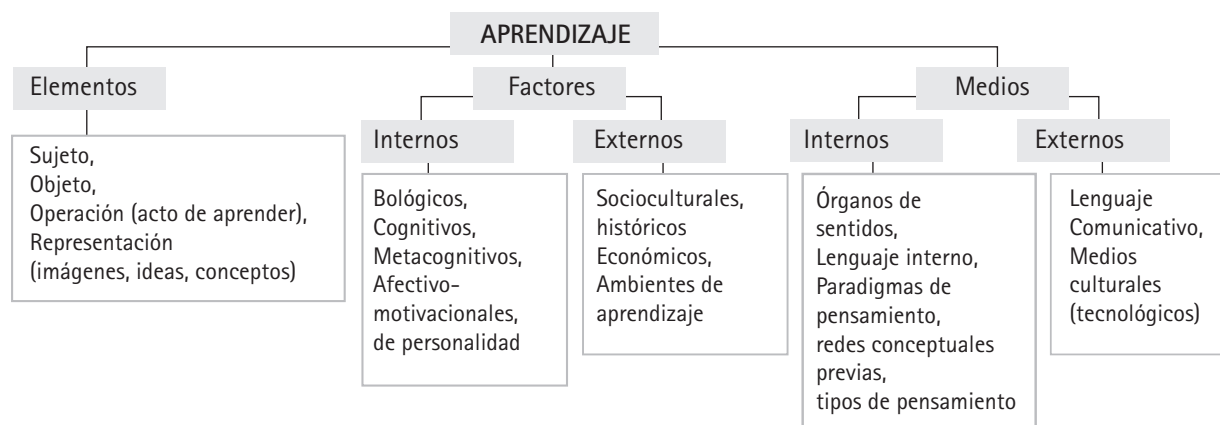 APRENDIZAJE
Elementos
Sujeto,
Objeto,
Operación (acto de aprender),
Representación
(imágenes, ideas, conceptos)
Factores
Internos
Bológicos,
Cognitivos,
Metacognitivos,
Afectivo-
motivacionales,
de personalidad
Externos
Socioculturales,
históricos
Económicos,
Ambientes de
aprendizaje
Medios
Internos
Órganos de
sentidos,
Lenguaje interno,
Paradigmas de
pensamiento,
redes conceptuales
previas,
tipos de pensamiento
Externos
Lenguaje
Comunicativo,
Medios
culturales
(tecnológicos)